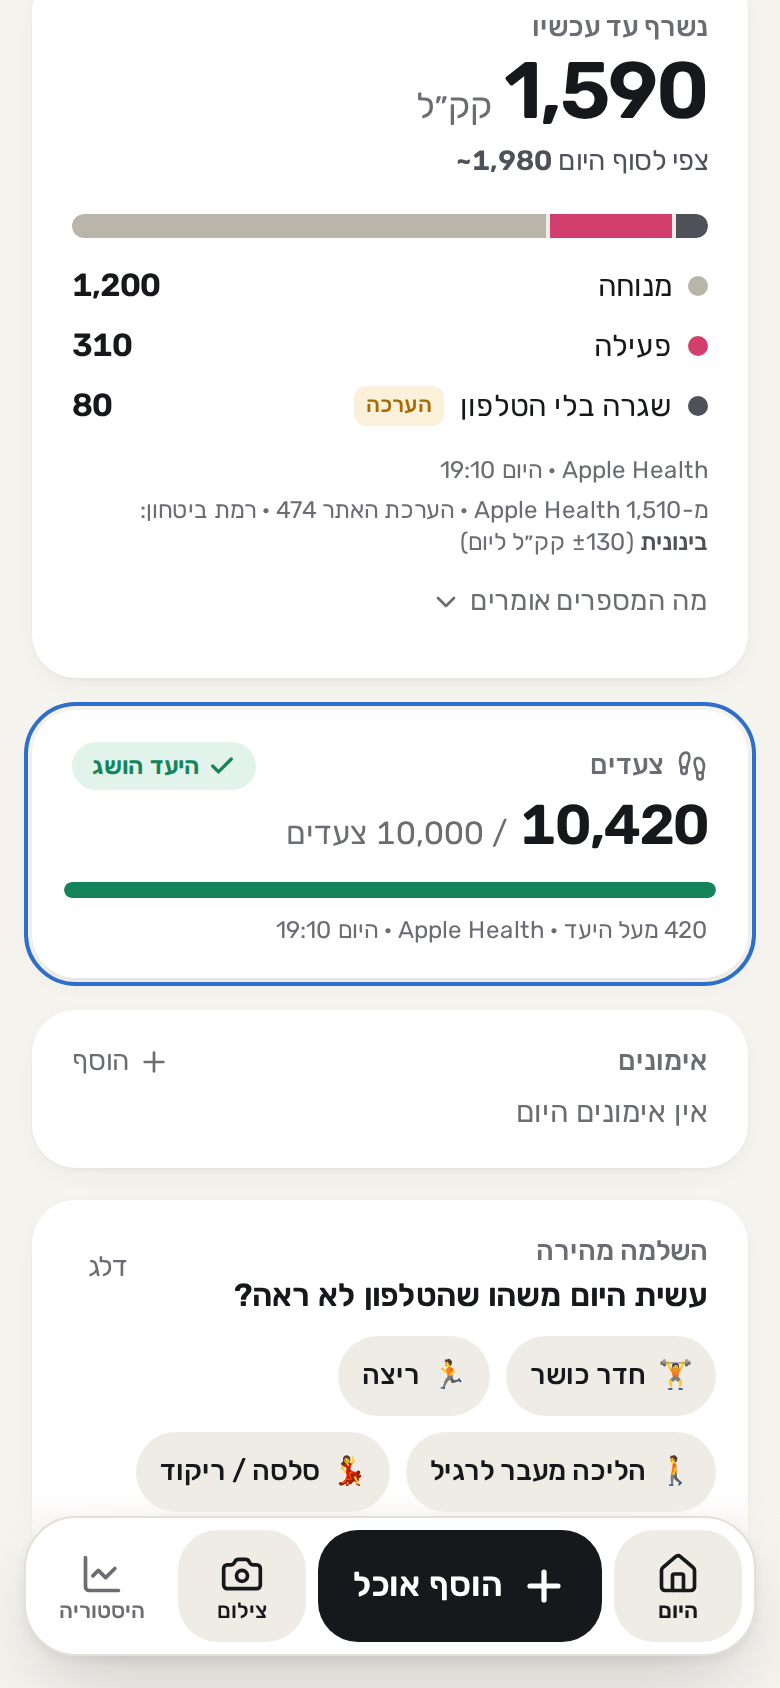 נשרף עד עכשיו
1,590 קק״ל
צפי לסוף היום ~1,980
מנוחה 1,200
פעילה 310
שגרה בלי הטלפון הערכה 80
Apple Health • היום 19:10
מ-Apple Health 1,510 • הערכת האתר 474 • רמת ביטחון:
בינונית (±130 קק״ל ליום)
מה המספרים אומרים
צעדים היעד הושג
10,420 / 10,000 צעדים
420 מעל היעד • Apple Health • היום 19:10
אימונים הוסף
אין אימונים היום
השלמה מהירה דלג
עשית היום משהו שהטלפון לא ראה?
חדר כושר ריצה
הליכה מעבר לרגיל סלסה / ריקוד
היום הוסף אוכל צילום היסטוריה